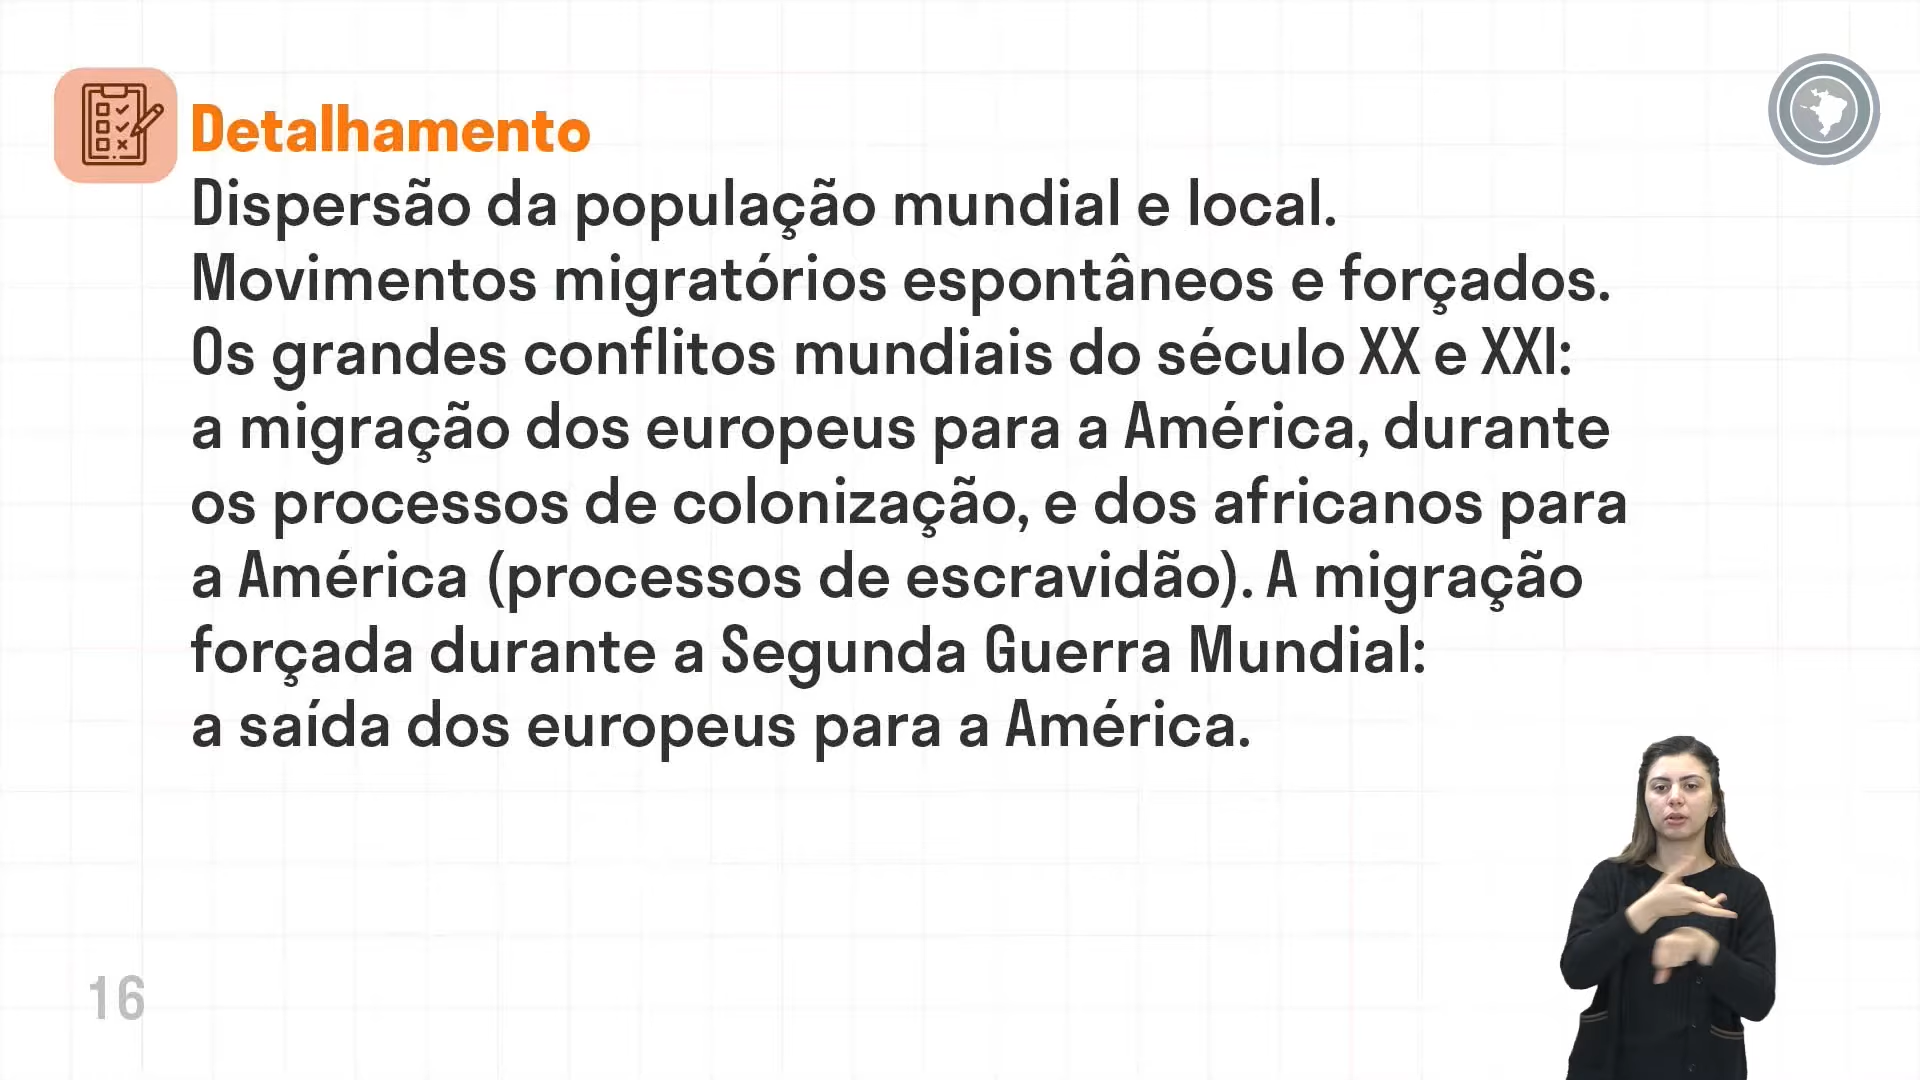 Detalhamento
Dispersão da população mundial e local.
Movimentos migratórios espontâneos e forçados.
Os grandes conflitos mundiais do século XX e XXI:
a migração dos europeus para a América, durante
os processos de colonização, e dos africanos para
a América (processos de escravidão). A migração
forçada durante a Segunda Guerra Mundial:
a saída dos europeus para a América.
16